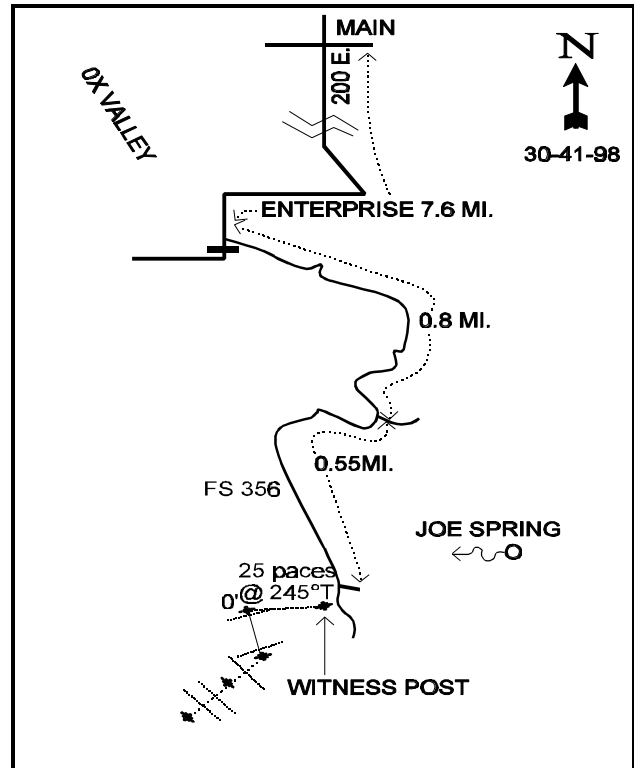 MAIN
200 E.
N
OX VALLEY
30-41-98
ENTERPRISE 7.6 MI.
0.8 MI.
0.55MI.
FS 356
JOE SPRING
25 paces
0' @ 245°T
WITNESS POST